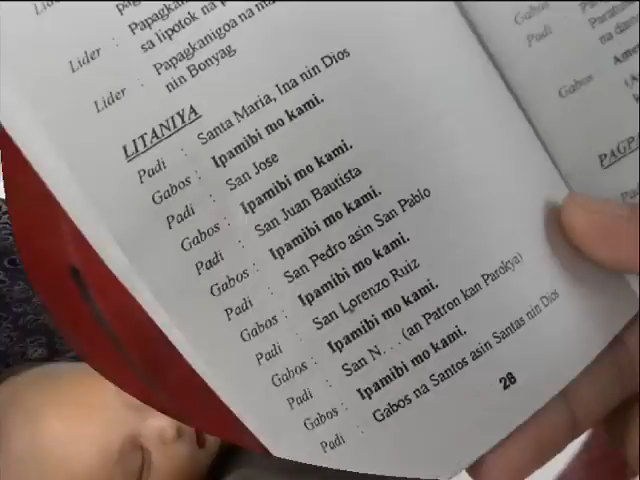 Lider : Papagka
sa lipotok na p
Lider : Papagkanigoa na m
nin Bonyag
LITANIYA
Padi : Santa Maria, Ina nin Dios
Gabos : Ipamibi mo kami.
Padi : San Jose
Gabos : Ipamibi mo kami.
Padi : San Juan Bautista
Gabos : Ipamibi mo kami.
Padi : San Pedro asin San Pablo
Gabos : Ipamibi mo kami.
Padi : San Lorenzo Ruiz
Gabos : Ipamibi mo kami.
Padi : San N. . . (an Patron kan Parokya)
Gabos : Ipamibi mo kami.
Padi : Gabos na Santos asin Santas nin Dios
28
Gabos
Padi
na
Gabos
PAGPA